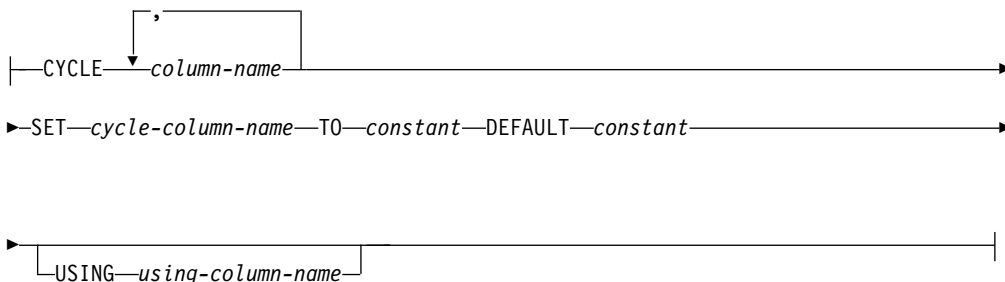 ,
CYCLE column-name
SET cycle-column-name TO constant DEFAULT constant
USING using-column-name